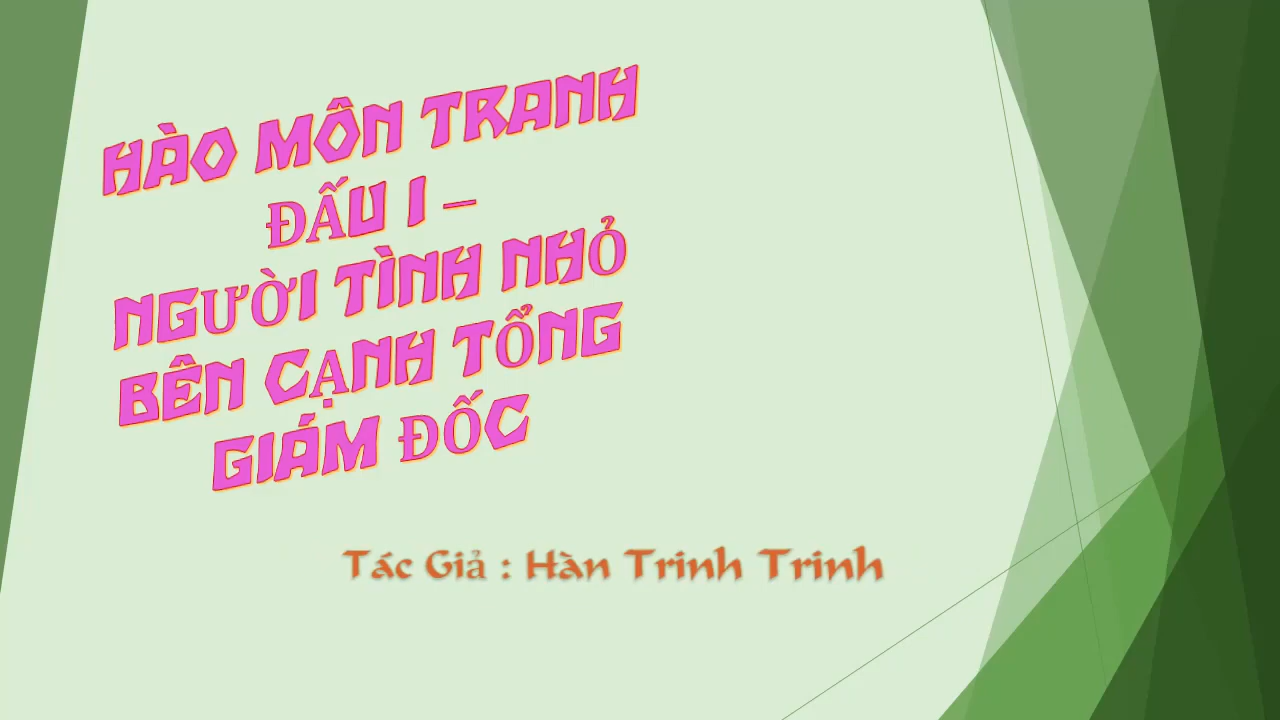 HÀO MÔN TRANH
ĐẤU I –
NGƯỜI TÌNH NHỎ
BÊN CẠNH TỔNG
GIÁM ĐỐC
Tác Giả : Hàn Trinh Trinh